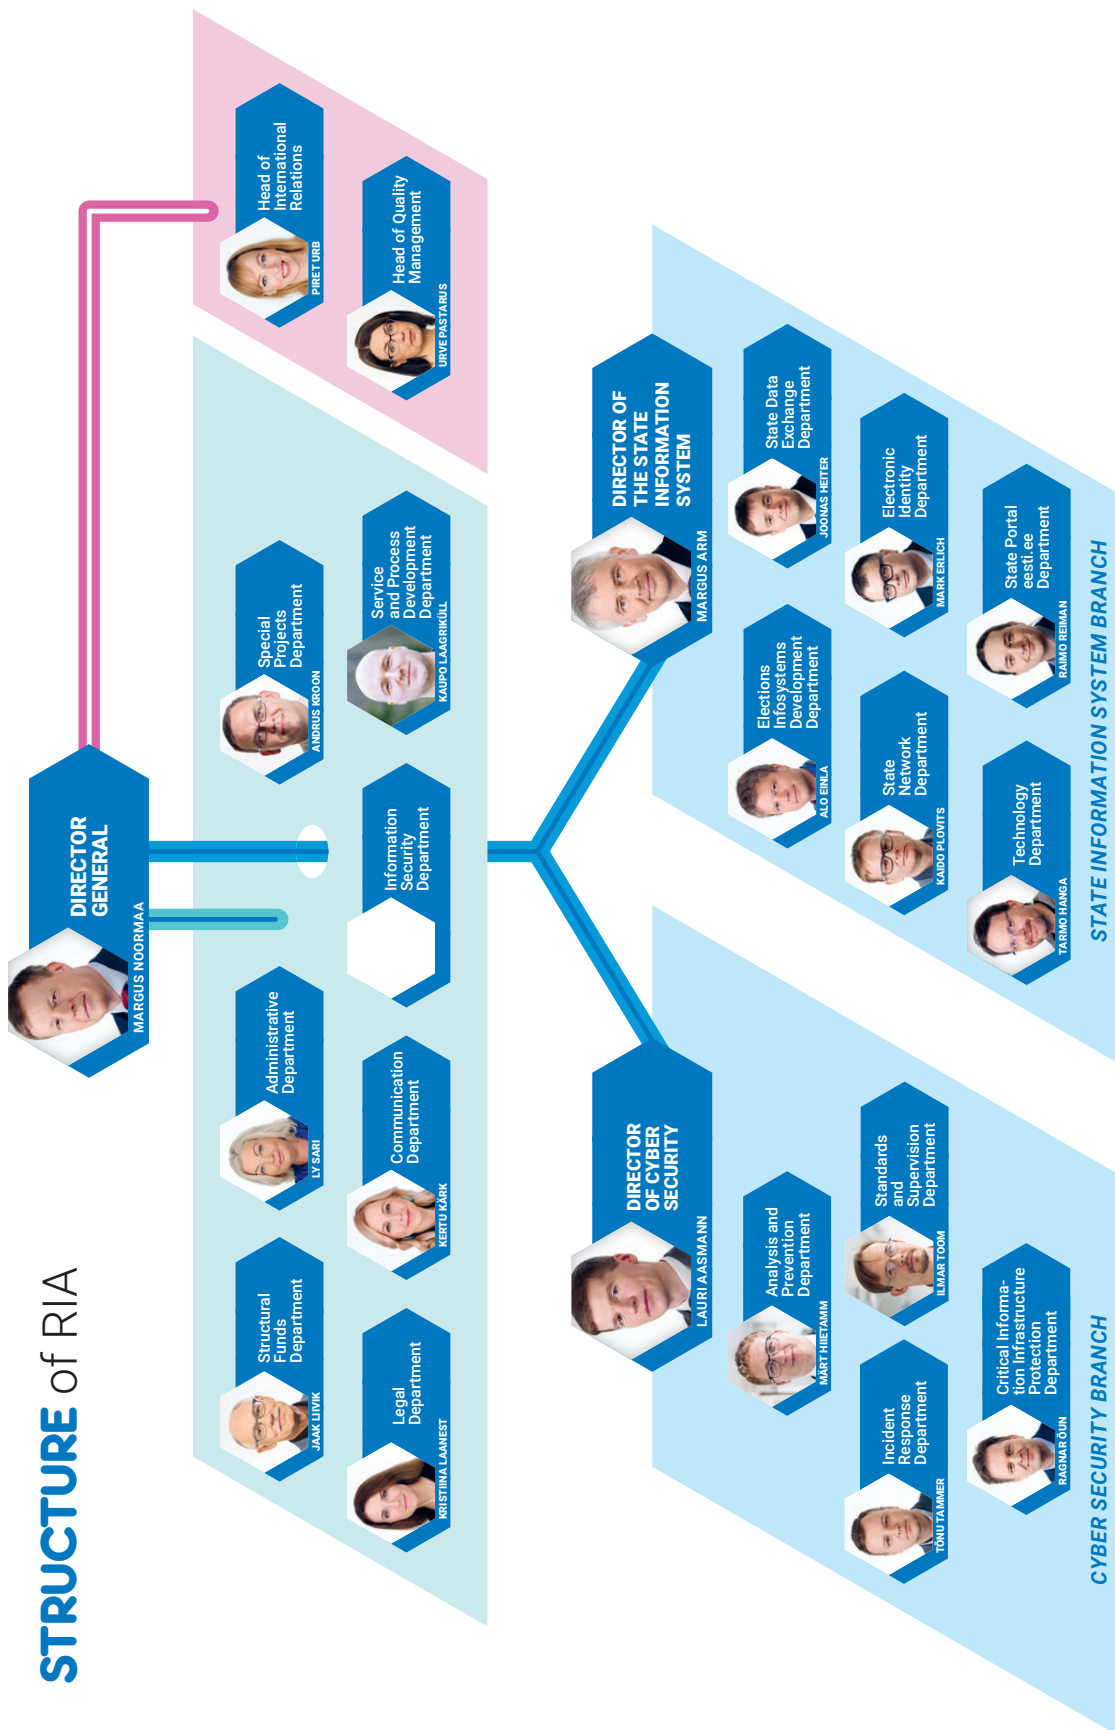 STRUCTURE of RIA
DIRECTOR
GENERAL
MARGUS NOORMAA
Structural
Funds
Department
JAAK LIIVIK
Administrative
Department
LY SARI
Special
Projects
Department
ANDRUS KROON
Head of
International
Relations
PIRET URB
Legal
Department
KRISTIINA LAANEST
Communication
Department
KERTU KÄRK
Information
Security
Department
Service
and Process
Development
Department
KAUPO LAAGRIKÜLL
Head of Quality
Management
URVE PASTARUS
DIRECTOR
OF CYBER
SECURITY
LAURI AASMANN
DIRECTOR OF
THE STATE
INFORMATION
SYSTEM
MARGUS ARM
Analysis and
Prevention
Department
MÄRT HIIETAMM
Elections
Infosystems
Development
Department
ALO EINLA
State Data
Exchange
Department
JOONAS HEITER
Incident
Response
Department
TÕNU TAMMER
Standards
and
Supervision
Department
ILMAR TOOM
State
Network
Department
KAIDO PLOVITS
Electronic
Identity
Department
MARK ERLICH
Critical Informa-
tion Infrastructure
Protection
Department
RAGNAR ÕUN
Technology
Department
TARMO HANGA
State Portal
eesti.ee
Department
RAIMO REIMAN
CYBER SECURITY BRANCH
STATE INFORMATION SYSTEM BRANCH